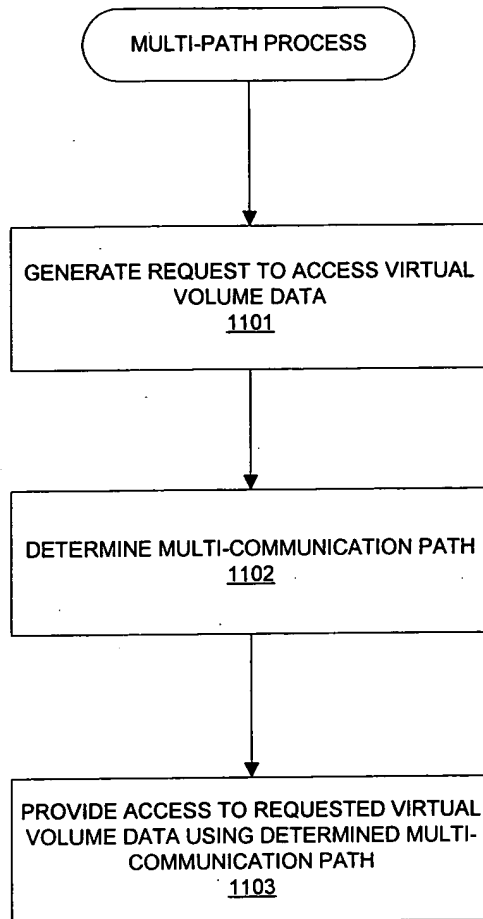 MULTI-PATH PROCESS
GENERATE REQUEST TO ACCESS VIRTUAL
VOLUME DATA
1101
DETERMINE MULTI-COMMUNICATION PATH
1102
PROVIDE ACCESS TO REQUESTED VIRTUAL
VOLUME DATA USING DETERMINED MULTI-
COMMUNICATION PATH
1103